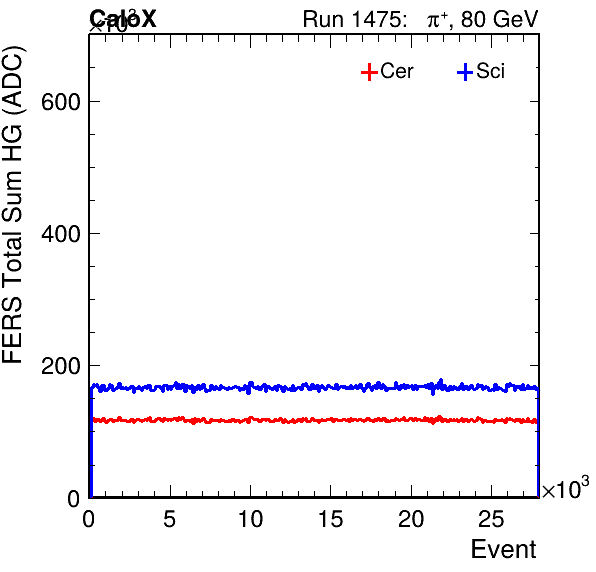 CaloX ×10³ Run 1475: π⁺, 80 GeV
FERS Total Sum HG (ADC)
Cer Sci
600
400
200
0
0 5 10 15 20 25 ×10³
Event